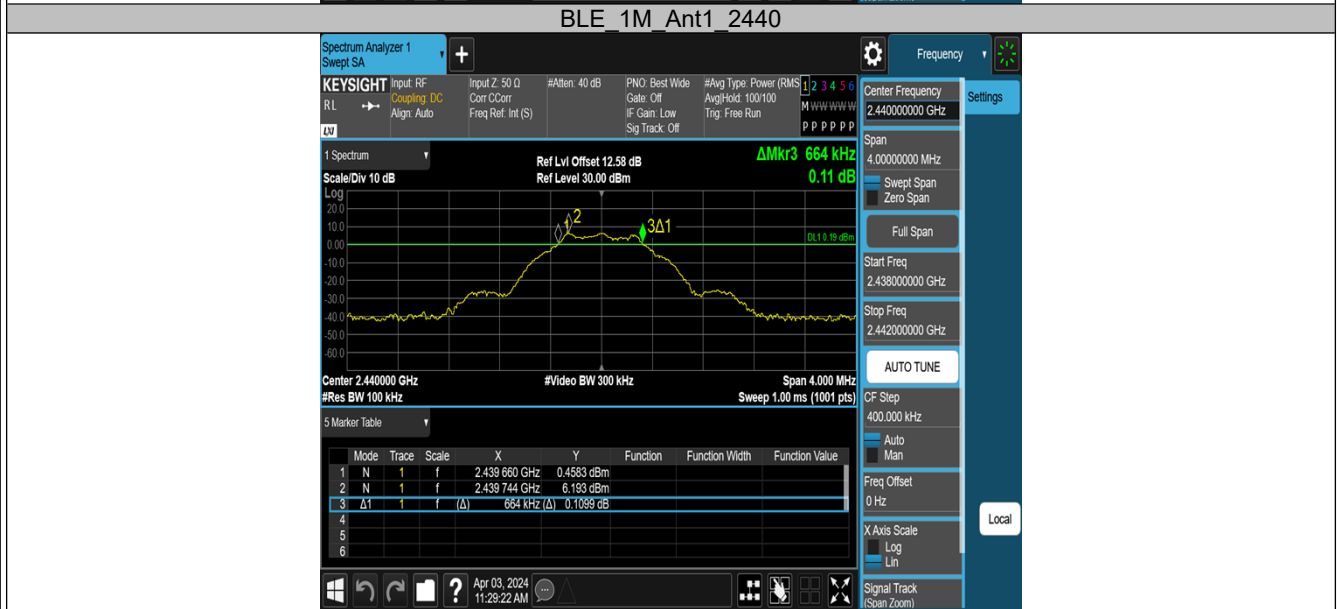 BLE_1M_Ant1_2440
Spectrum Analyzer 1
Swept SA
+
Frequency
KEYSIGHT
RL
LXI
Input: RF
Coupling: DC
Align: Auto
Input Z: 50 Ω
Corr CCorr
Freq Ref: Int (S)
#Atten: 40 dB
PNO: Best Wide
Gate: Off
IF Gain: Low
Sig Track: Off
#Avg Type: Power (RMS
Avg|Hold: 100/100
Trig: Free Run
1 2 3 4 5 6
M W W W W W
P P P P P P
1 Spectrum
Scale/Div 10 dB
Ref Lvl Offset 12.58 dB
Ref Level 30.00 dBm
ΔMkr3 664 kHz
0.11 dB
Log
20.0
10.0
0.00
-10.0
-20.0
-30.0
-40.0
-50.0
-60.0
1
2
3Δ1
DL1 0.19 dBm
Center 2.440000 GHz
#Res BW 100 kHz
#Video BW 300 kHz
Span 4.000 MHz
Sweep 1.00 ms (1001 pts)
5 Marker Table
Mode Trace Scale X Y Function Function Width Function Value
1 N 1 f 2.439 660 GHz 0.4583 dBm
2 N 1 f 2.439 744 GHz 6.193 dBm
3 Δ1 1 f (Δ) 664 kHz (Δ) 0.1099 dB
4
5
6
?
Apr 03, 2024
11:29:22 AM
Center Frequency
2.440000000 GHz
Settings
Span
4.00000000 MHz
Swept Span
Zero Span
Full Span
Start Freq
2.438000000 GHz
Stop Freq
2.442000000 GHz
AUTO TUNE
CF Step
400.000 kHz
Auto
Man
Freq Offset
0 Hz
Local
X Axis Scale
Log
Lin
Signal Track
(Span Zoom)